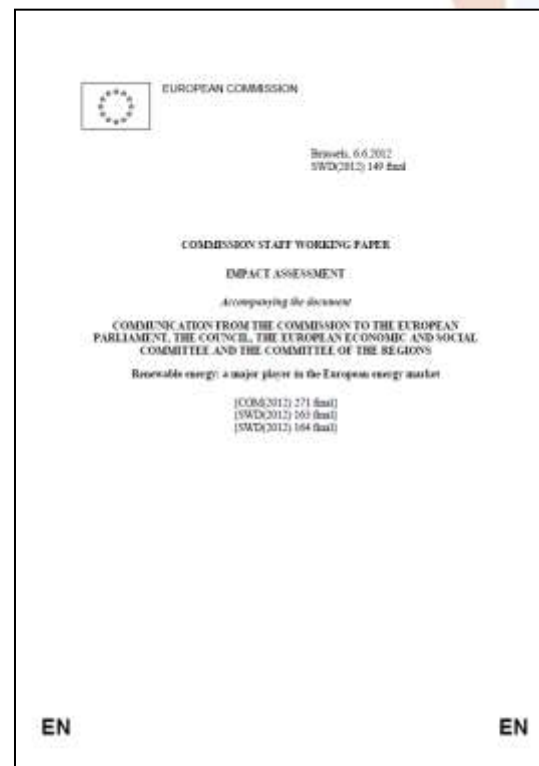 EUROPEAN COMMISSION
Brussels, 6.6.2012
SWD(2012) 149 final
COMMISSION STAFF WORKING PAPER
IMPACT ASSESSMENT
Accompanying the document
COMMUNICATION FROM THE COMMISSION TO THE EUROPEAN
PARLIAMENT, THE COUNCIL, THE EUROPEAN ECONOMIC AND SOCIAL
COMMITTEE AND THE COMMITTEE OF THE REGIONS
Renewable energy: a major player in the European energy market
{COM(2012) 271 final}
{SWD(2012) 163 final}
{SWD(2012) 164 final}
EN EN